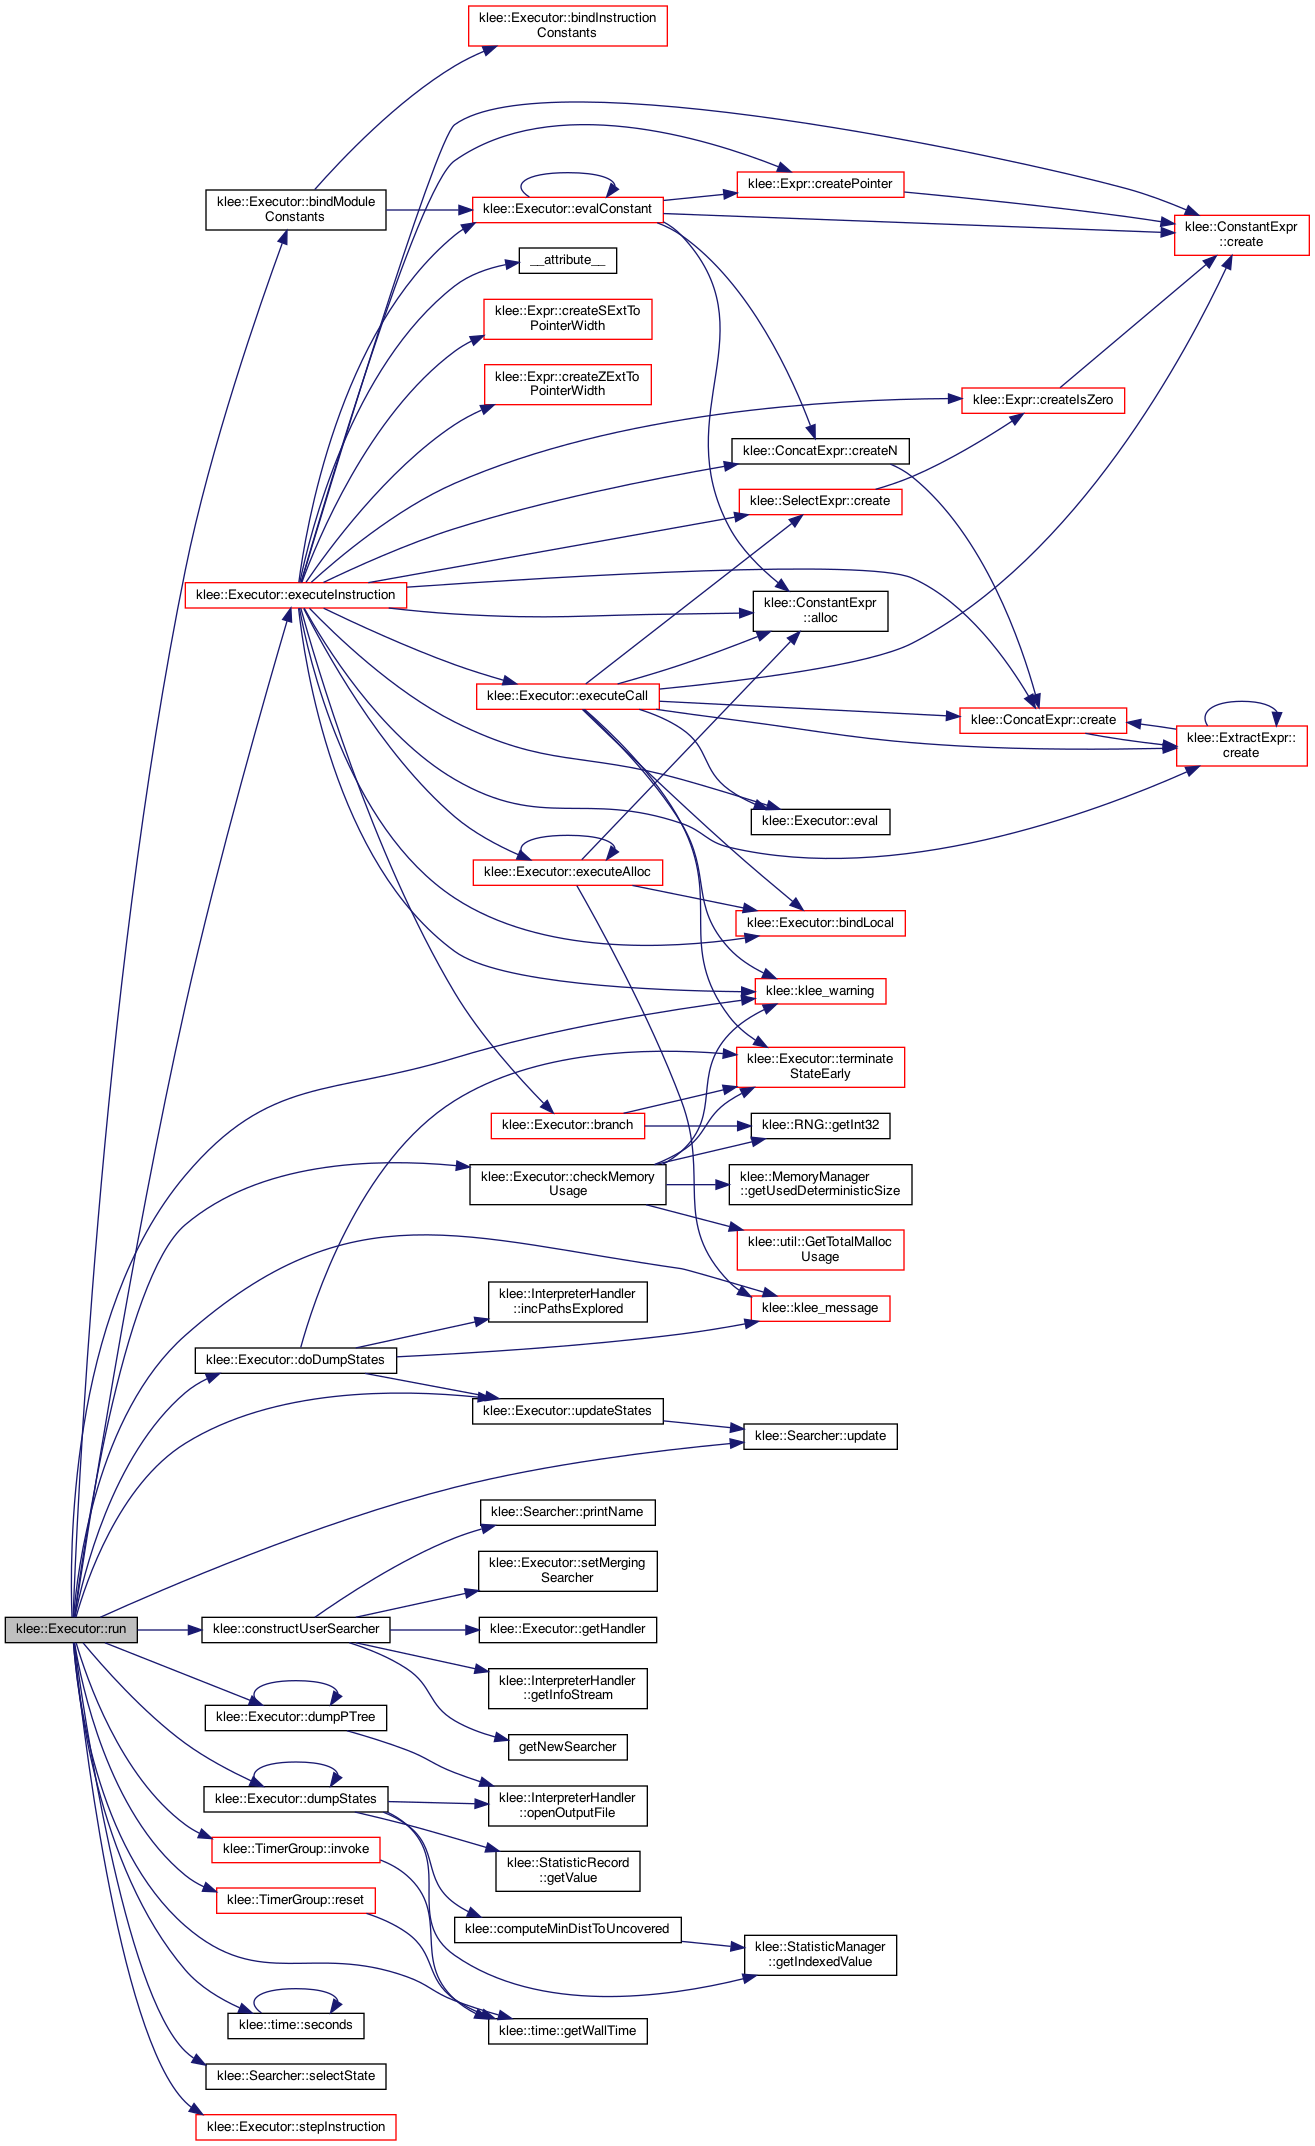 klee::Executor::bindInstruction
Constants
klee::Expr::createPointer
klee::Executor::bindModule
Constants
klee::Executor::evalConstant
klee::ConstantExpr
::create
__attribute__
klee::Expr::createSExtTo
PointerWidth
klee::Expr::createZExtTo
PointerWidth
klee::Expr::createIsZero
klee::ConcatExpr::createN
klee::SelectExpr::create
klee::Executor::executeInstruction
klee::ConstantExpr
::alloc
klee::Executor::executeCall
klee::ConcatExpr::create
klee::ExtractExpr::
create
klee::Executor::eval
klee::Executor::executeAlloc
klee::Executor::bindLocal
klee::klee_warning
klee::Executor::terminate
StateEarly
klee::Executor::branch
klee::RNG::getInt32
klee::Executor::checkMemory
Usage
klee::MemoryManager
::getUsedDeterministicSize
klee::util::GetTotalMalloc
Usage
klee::InterpreterHandler
::incPathsExplored
klee::klee_message
klee::Executor::doDumpStates
klee::Executor::updateStates
klee::Searcher::update
klee::Searcher::printName
klee::Executor::setMerging
Searcher
klee::Executor::run
klee::constructUserSearcher
klee::Executor::getHandler
klee::InterpreterHandler
::getInfoStream
klee::Executor::dumpPTree
getNewSearcher
klee::Executor::dumpStates
klee::InterpreterHandler
::openOutputFile
klee::TimerGroup::invoke
klee::StatisticRecord
::getValue
klee::TimerGroup::reset
klee::computeMinDistToUncovered
klee::StatisticManager
::getIndexedValue
klee::time::seconds
klee::time::getWallTime
klee::Searcher::selectState
klee::Executor::stepInstruction